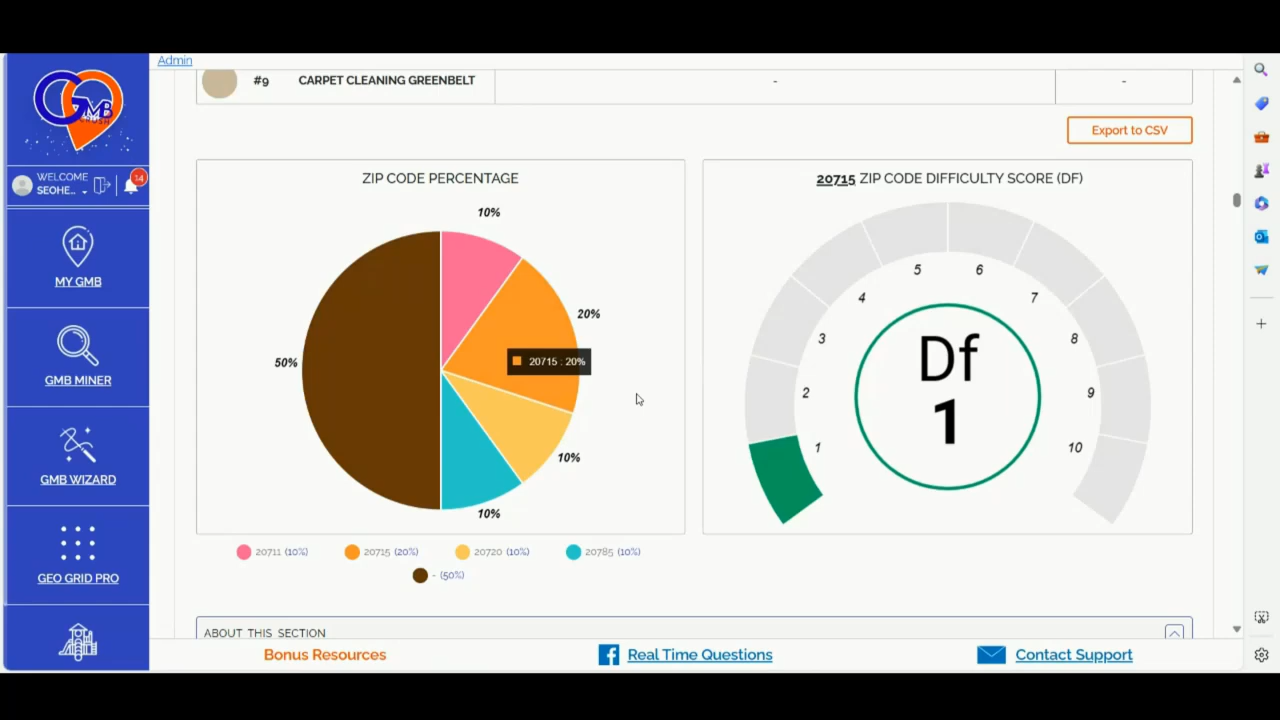 Admin
#9 CARPET CLEANING GREENBELT - -
Export to CSV
GMB
WELCOME
SEOHE...
14
MY GMB
GMB MINER
GMB WIZARD
GEO GRID PRO
ZIP CODE PERCENTAGE
10%
20%
50%
20715 : 20%
10%
10%
20711 (10%) 20715 (20%) 20720 (10%) 20785 (10%)
- (50%)
20715 ZIP CODE DIFFICULTY SCORE (DF)
5 6
4 7
3 8
2 9
1 10
Df
1
ABOUT THIS SECTION
Bonus Resources Real Time Questions Contact Support